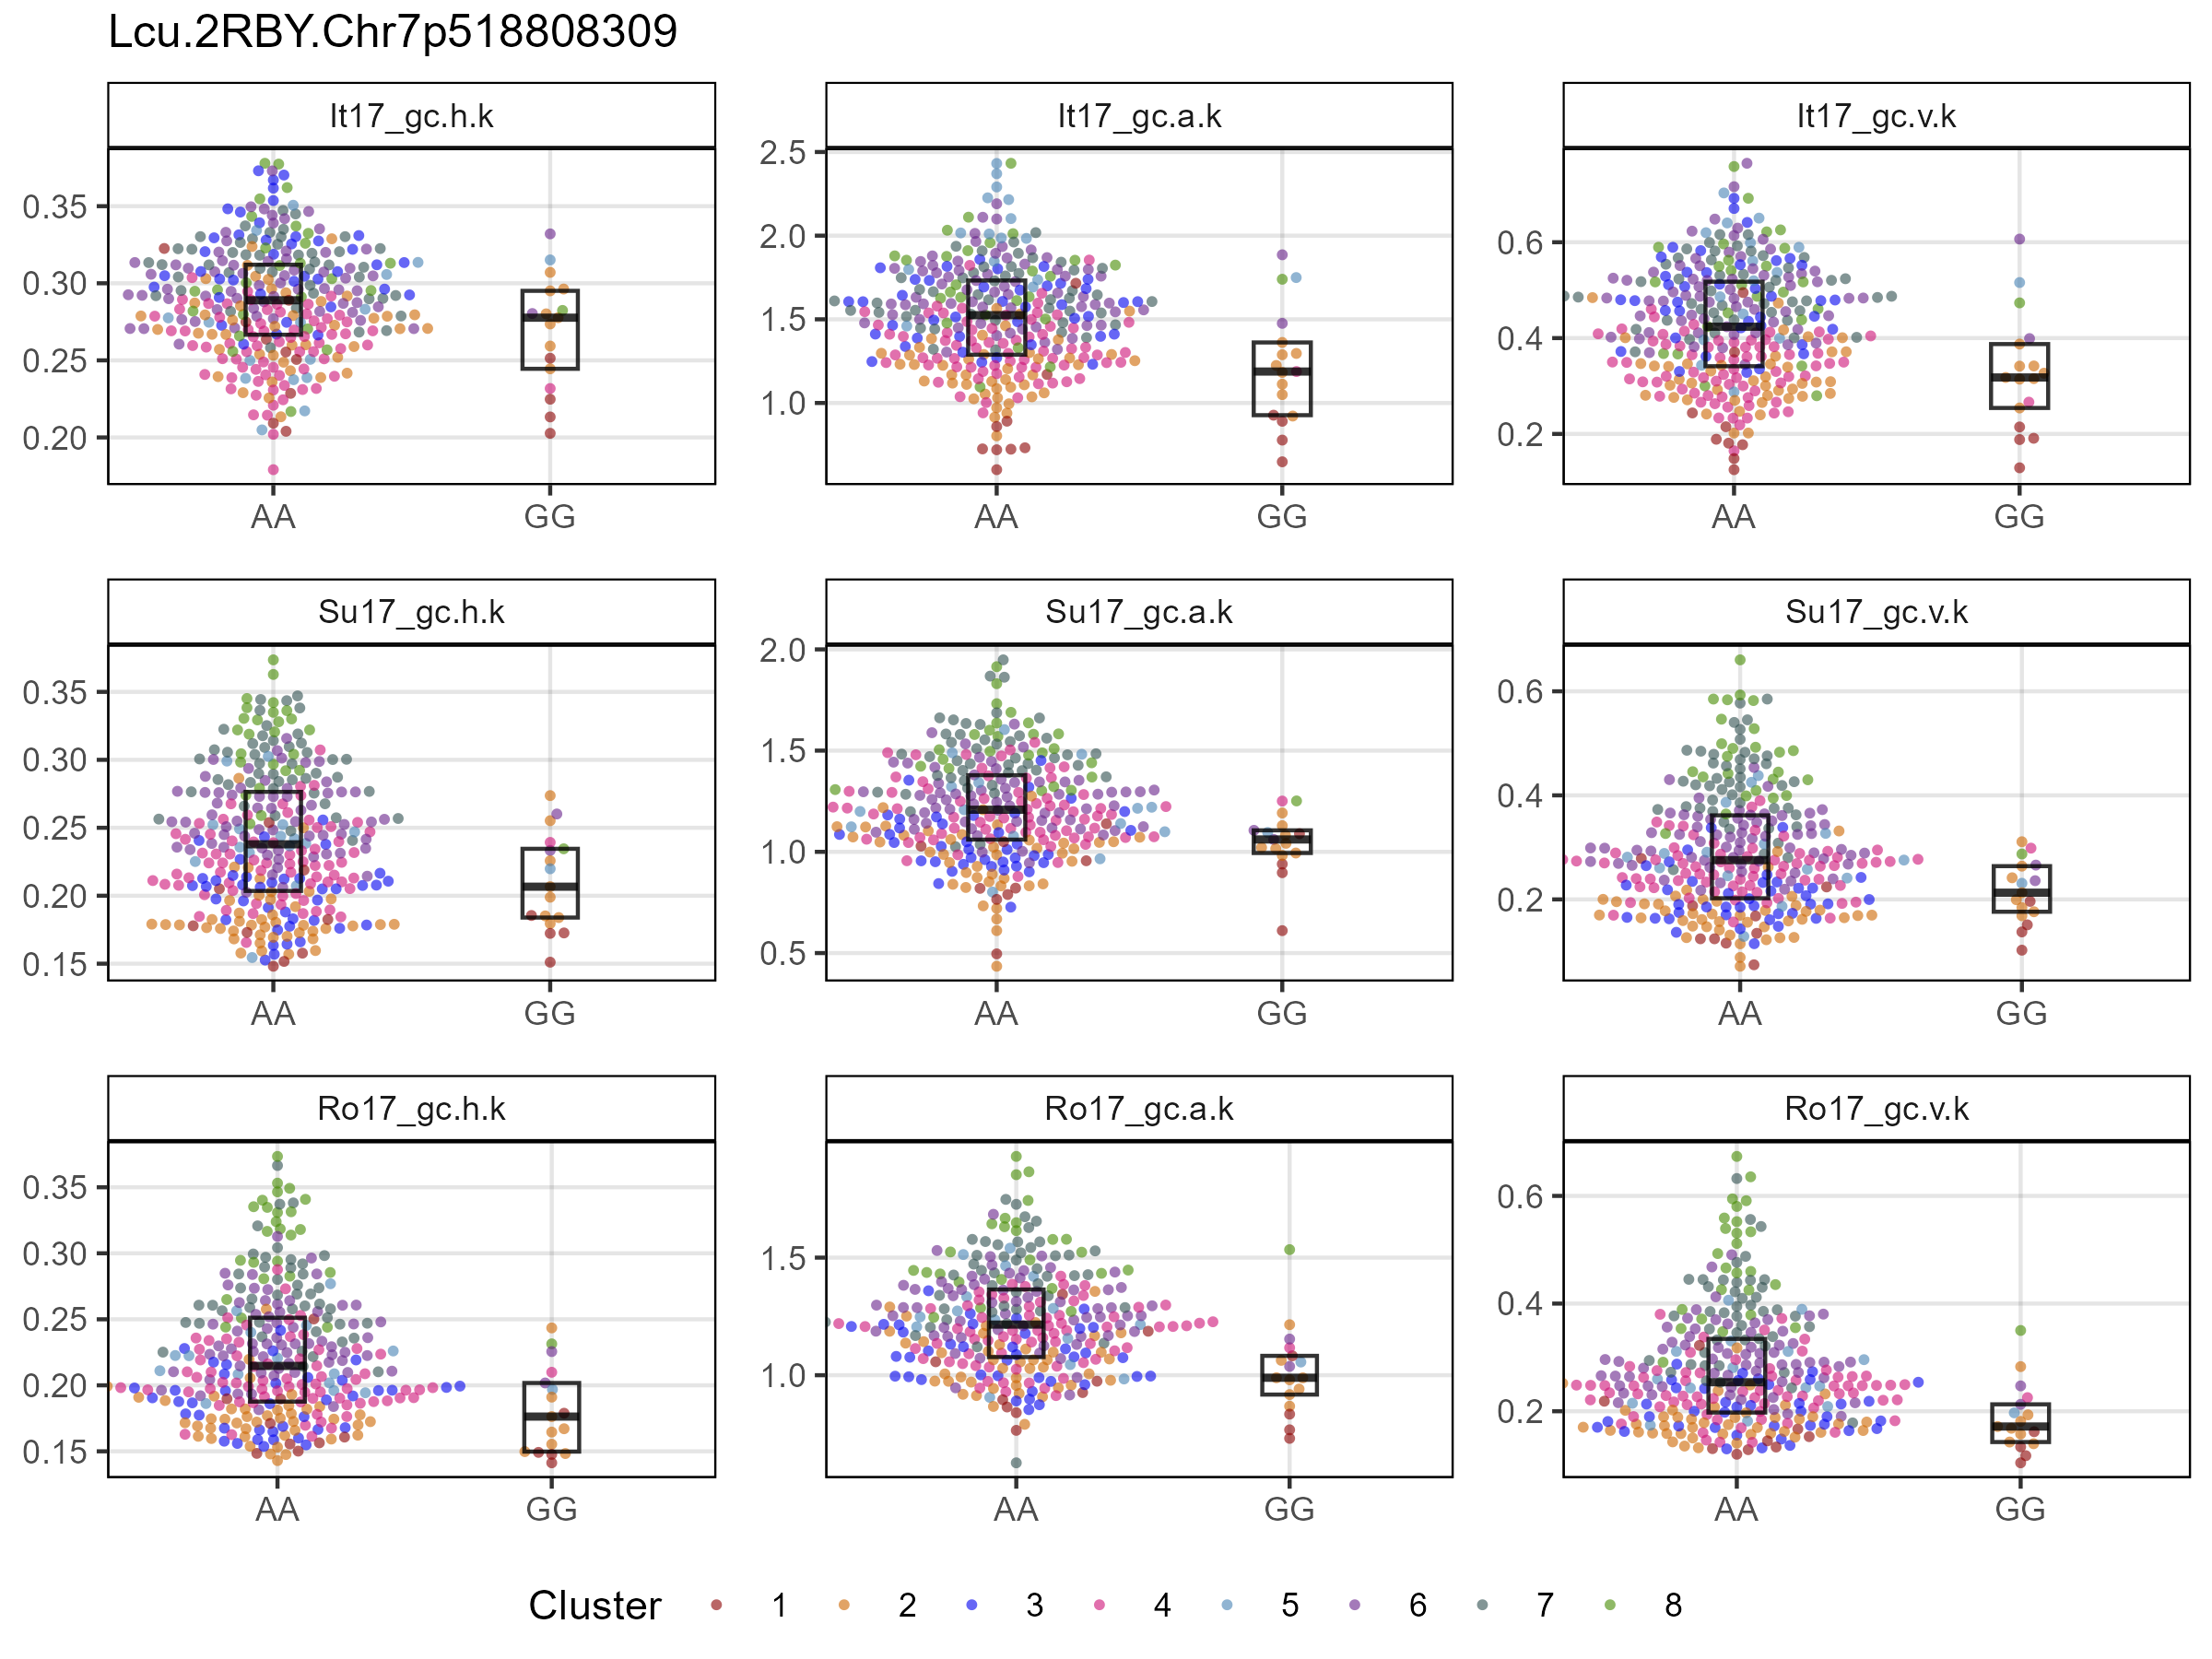 Lcu.2RBY.Chr7p518808309
It17_gc.h.k
It17_gc.a.k
It17_gc.v.k
0.35
0.30
0.25
0.20
AA
GG
2.5
2.0
1.5
1.0
AA
GG
0.6
0.4
0.2
AA
GG
Su17_gc.h.k
Su17_gc.a.k
Su17_gc.v.k
0.35
0.30
0.25
0.20
0.15
AA
GG
2.0
1.5
1.0
0.5
AA
GG
0.6
0.4
0.2
AA
GG
Ro17_gc.h.k
Ro17_gc.a.k
Ro17_gc.v.k
0.35
0.30
0.25
0.20
0.15
AA
GG
1.5
1.0
AA
GG
0.6
0.4
0.2
AA
GG
Cluster 1 2 3 4 5 6 7 8